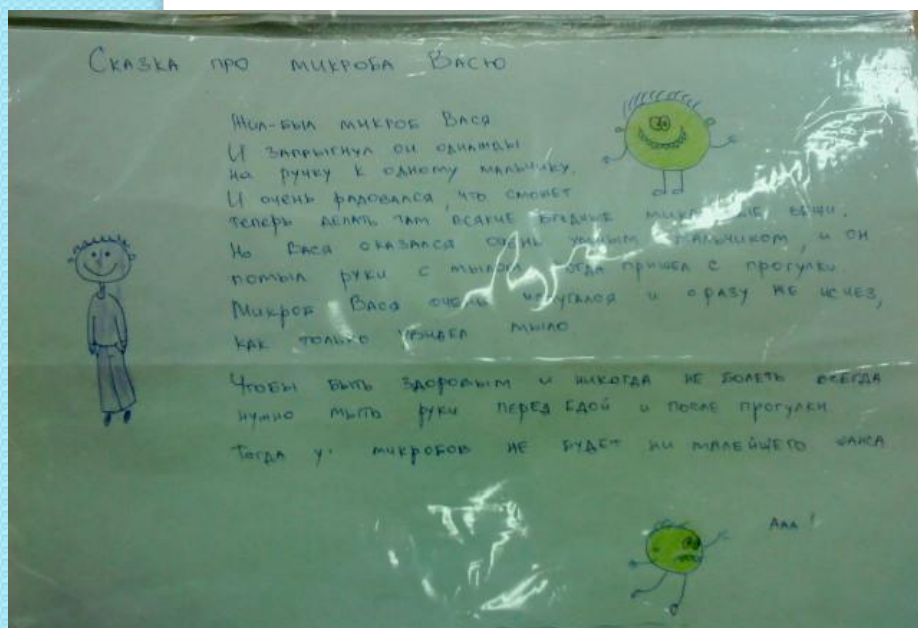 Сказка про микроба Васю
Жил-был микроб Вася
И запрыгнул он однажды
на ручку к одному мальчику.
И очень радовался, что сможет
теперь делать там всякие вредные микробные вещи.
Но Вася оказался очень умным мальчиком, и он
помыл руки с мылом когда пришел с прогулки.
Микроб Вася очень испугался и сразу же исчез,
как только увидел мыло.
Чтобы быть здоровым и никогда не болеть всегда
нужно мыть руки перед едой и после прогулки.
Тогда у микробов не будет ни малейшего шанса
Ааа!